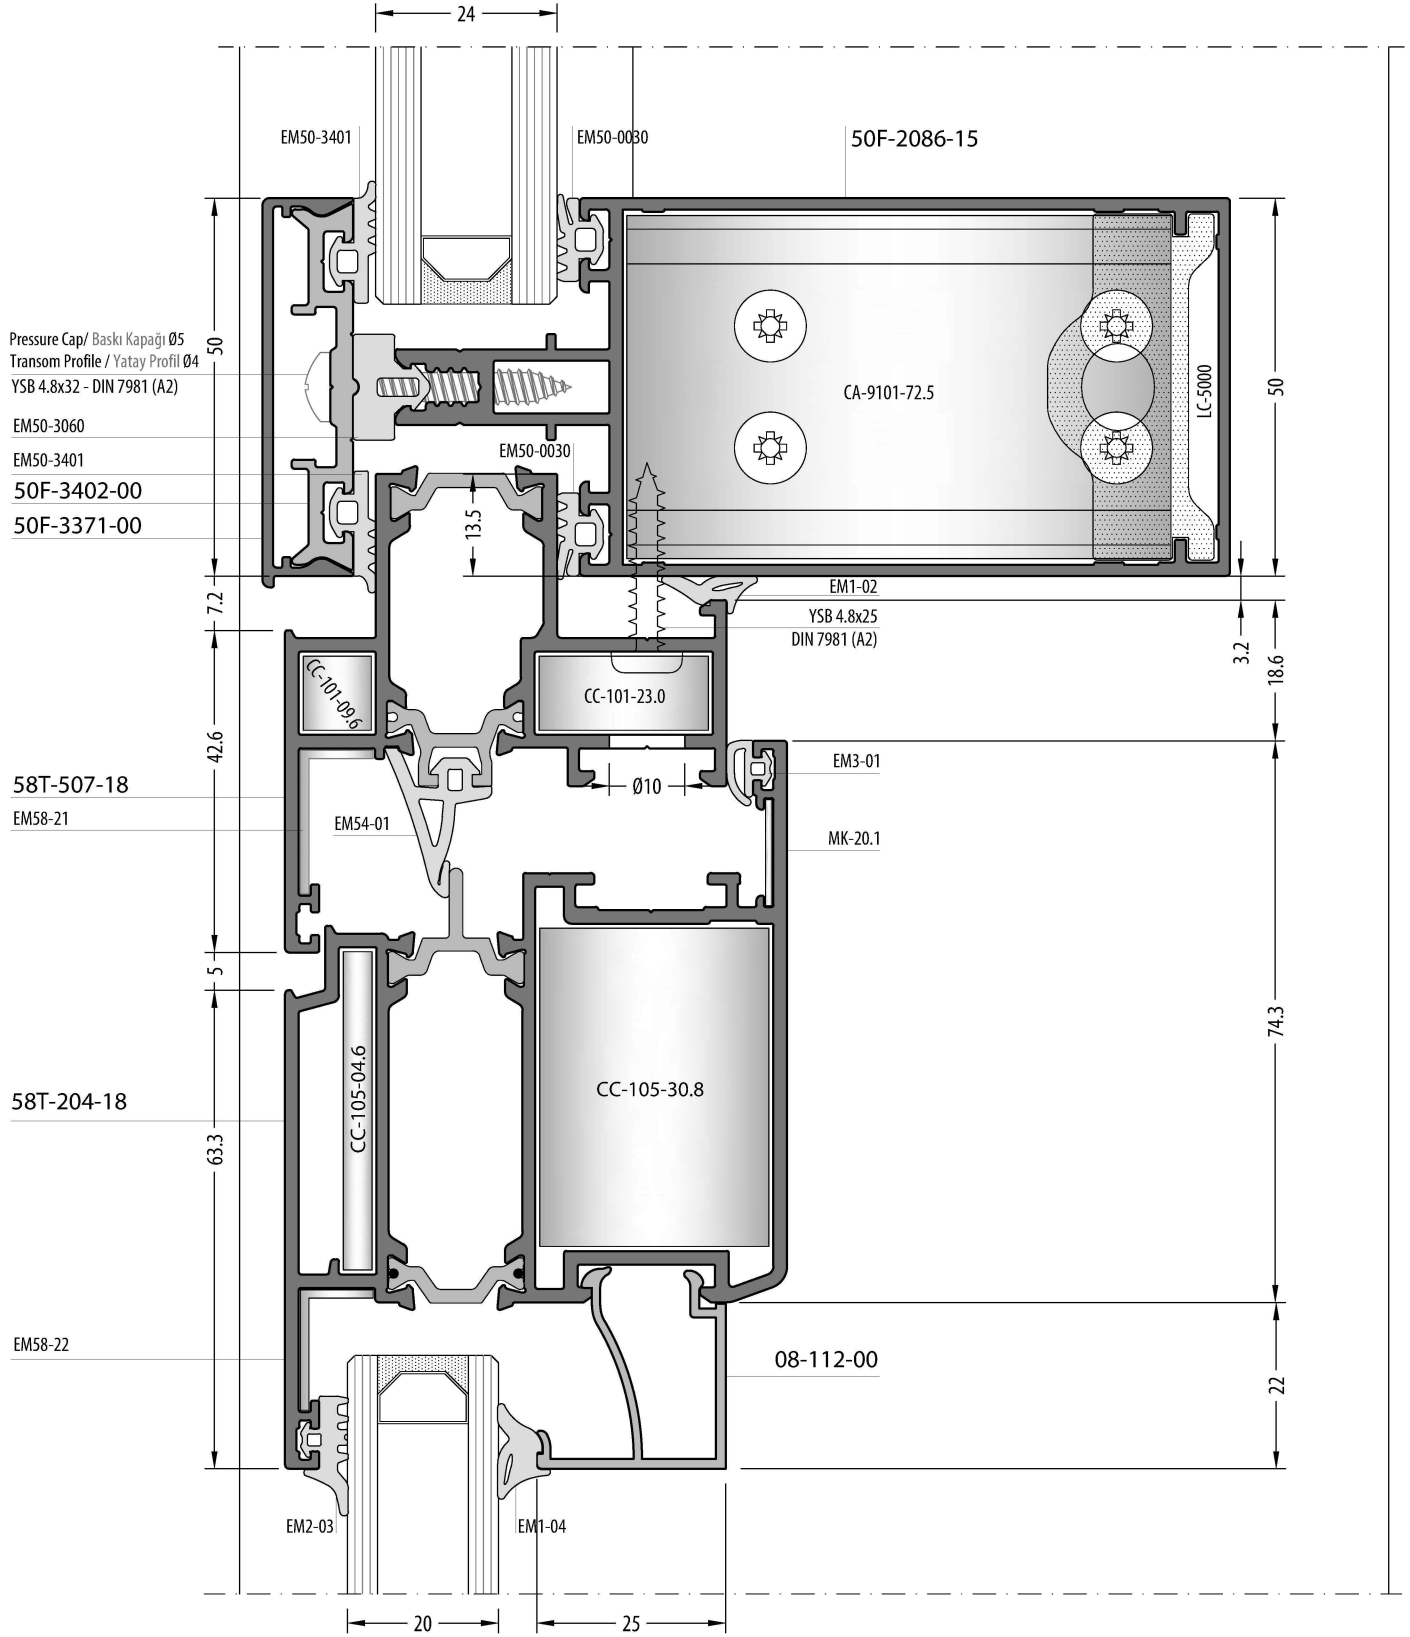 24
EM50-3401
EM50-0030
50F-2086-15
50
50
Pressure Cap/ Baskı Kapağı Ø5
Transom Profile / Yatay Profil Ø4
YSB 4.8x32 - DIN 7981 (A2)
CA-9101-72.5
LC-5000
EM50-3060
EM50-3401
EM50-0030
50F-3402-00
50F-3371-00
13.5
7.2
EM1-02
YSB 4.8x25
DIN 7981 (A2)
3.2
18.6
CC-101-09.6
CC-101-23.0
42.6
EM3-01
Ø10
58T-507-18
EM58-21
EM54-01
MK-20.1
5
74.3
CC-105-04.6
CC-105-30.8
58T-204-18
63.3
EM58-22
08-112-00
22
EM2-03
EM1-04
20
25